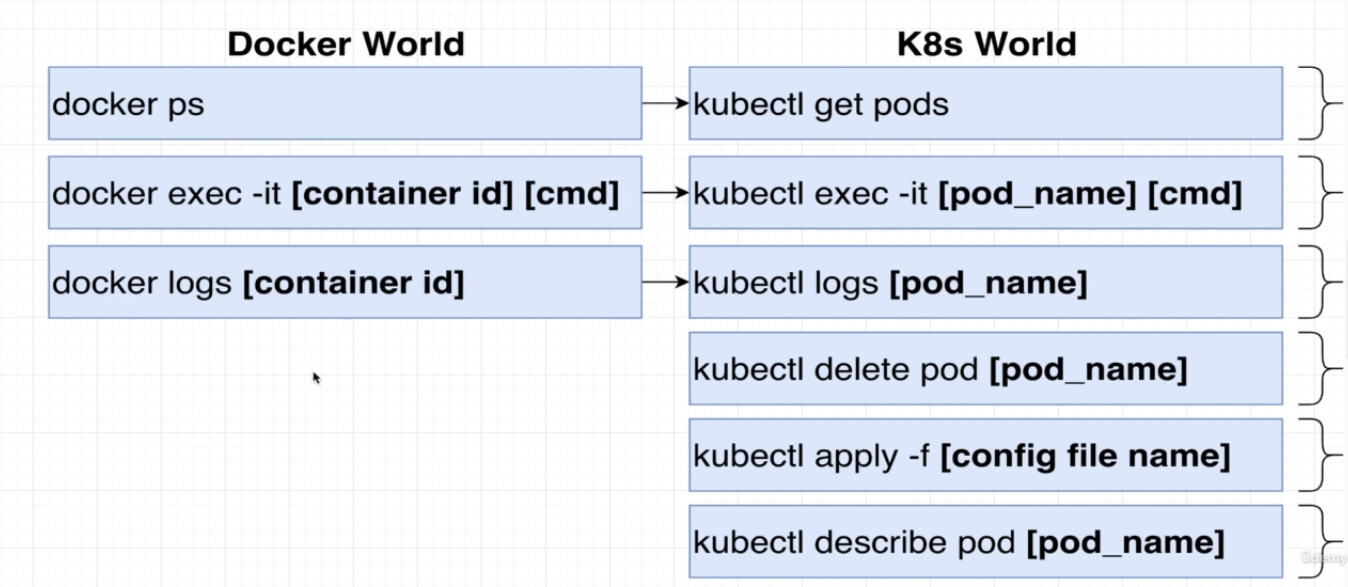 Docker World
K8s World
docker ps
kubectl get pods
docker exec -it [container id] [cmd]
kubectl exec -it [pod_name] [cmd]
docker logs [container id]
kubectl logs [pod_name]
kubectl delete pod [pod_name]
kubectl apply -f [config file name]
kubectl describe pod [pod_name]
ûdemy